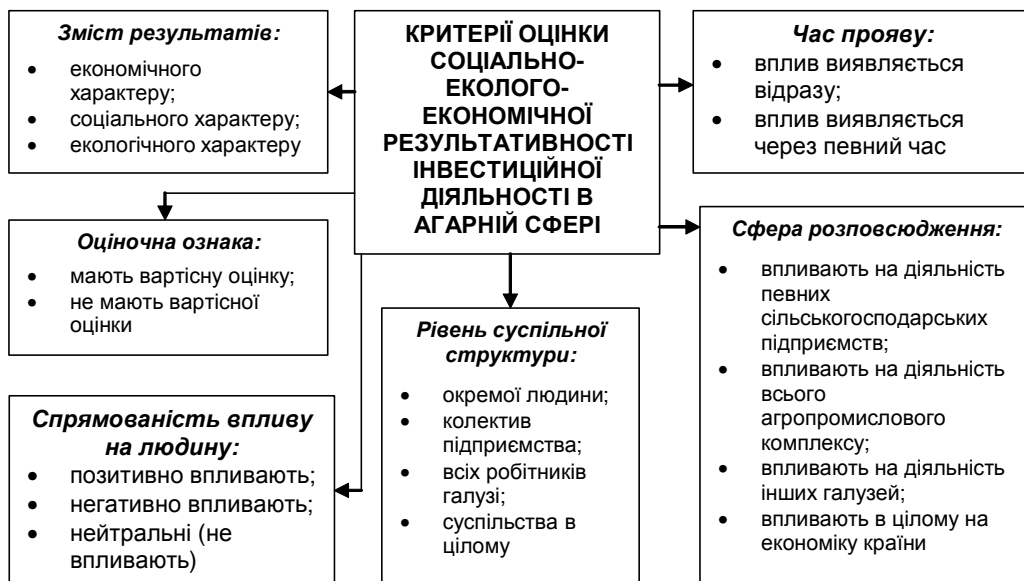 КРИТЕРІЇ ОЦІНКИ
СОЦІАЛЬНО-
ЕКОЛОГО-
ЕКОНОМІЧНОЇ
РЕЗУЛЬТАТИВНОСТІ
ІНВЕСТИЦІЙНОЇ
ДІЯЛЬНОСТІ В
АГАРНІЙ СФЕРІ
Зміст результатів:
• економічного
характеру;
• соціального характеру;
• екологічного характеру
Час прояву:
• вплив виявляється
відразу;
• вплив виявляється
через певний час
Оціночна ознака:
• мають вартісну оцінку;
• не мають вартісної
оцінки
Сфера розповсюдження:
• впливають на діяльність
певних
сільськогосподарських
підприємств;
• впливають на діяльність
всього
агропромислового
комплексу;
• впливають на діяльність
інших галузей;
• впливають в цілому на
економіку країни
Рівень суспільної
структури:
• окремої людини;
• колектив
підприємства;
• всіх робітників
галузі;
• суспільства в
цілому
Спрямованість впливу
на людину:
• позитивно впливають;
• негативно впливають;
• нейтральні (не
впливають)